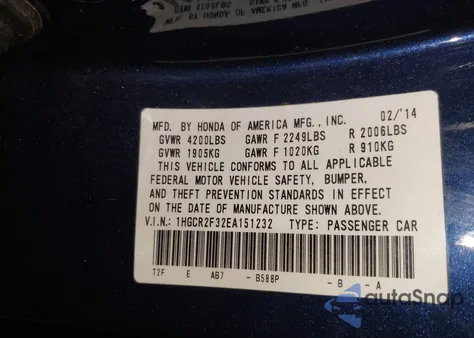 MFD. BY HONDA OF AMERICA MFG., INC. 02/'14
GVWR 4200LBS GAWR F 2249LBS R 2006LBS
GVWR 1905KG GAWR F 1020KG R 910KG
THIS VEHICLE CONFORMS TO ALL APPLICABLE
FEDERAL MOTOR VEHICLE SAFETY, BUMPER,
AND THEFT PREVENTION STANDARDS IN EFFECT
ON THE DATE OF MANUFACTURE SHOWN ABOVE.
V.I.N.: 1HGCR2F32EA151232 TYPE: PASSENGER CAR
T2F E AB7 - B588P - B - A
autoSnap